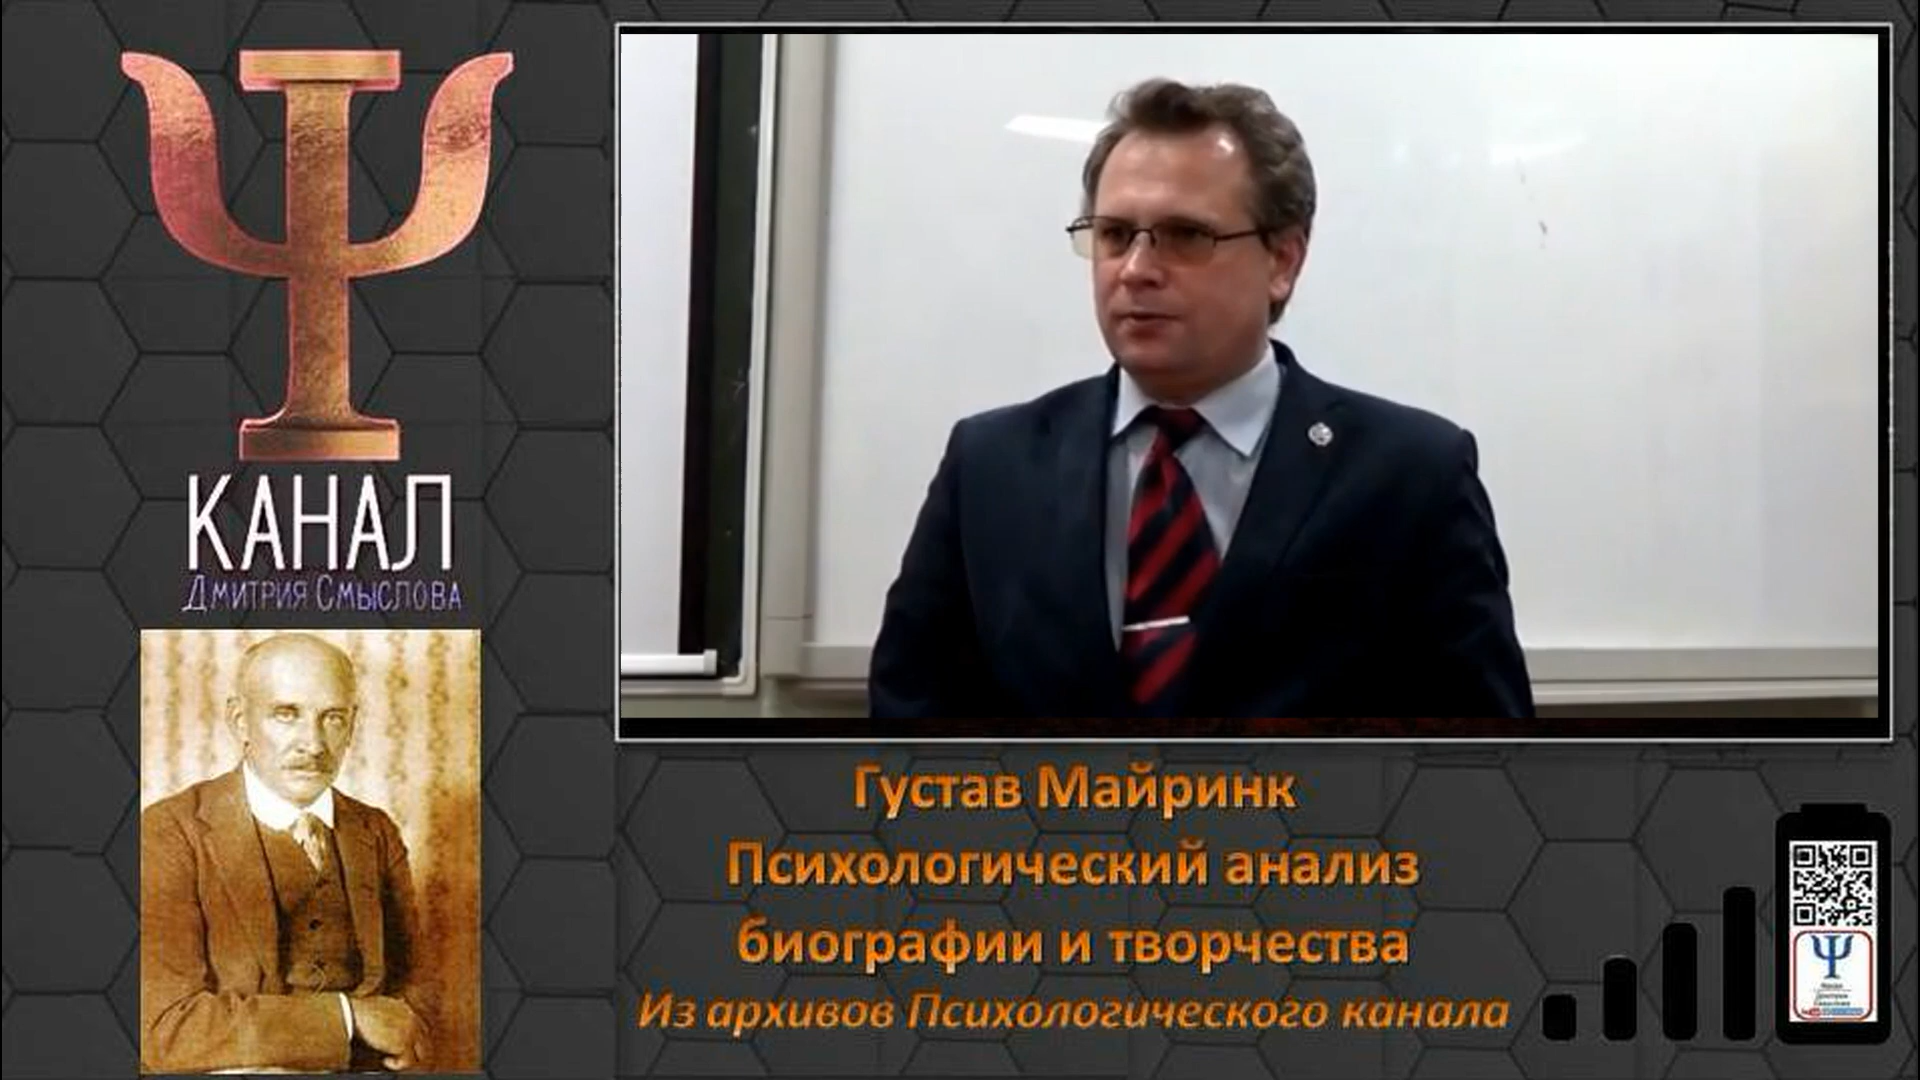 Ψ
КАНАЛ
Дмитрия Смыслова
Густав Майринк
Психологический анализ
биографии и творчества
Из архивов Психологического канала
Ψ